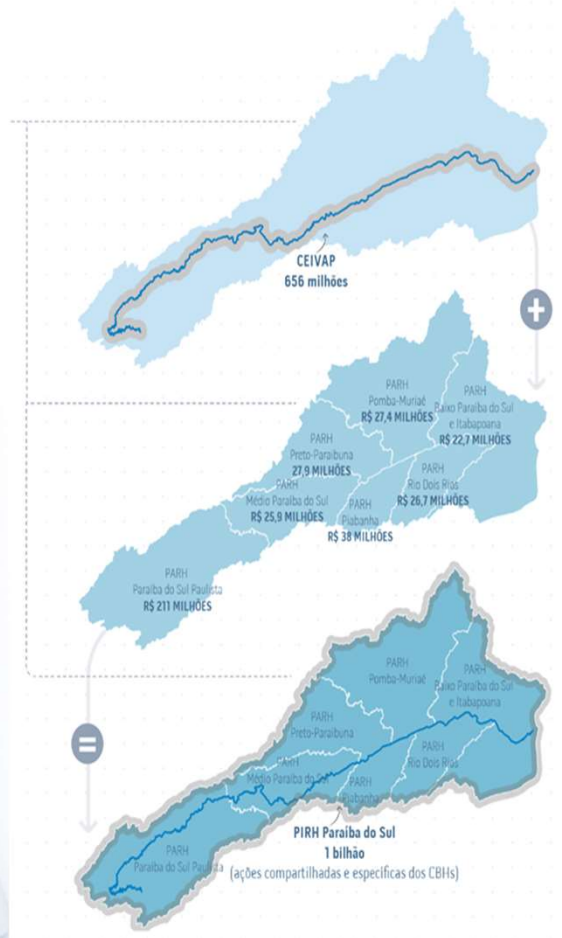 CEIVAP
656 milhões
+
PARH
Pomba-Muriaé
R$ 27,4 MILHÕES
PARH
Baixo Paraíba do Sul
e Itabapoana
R$ 22,7 MILHÕES
PARH
Preto-Paraibuna
27,9 MILHÕES
PARH
Médio Paraíba do Sul
R$ 25,9 MILHÕES
PARH
Piabanha
R$ 38 MILHÕES
PARH
Rio Dois Rios
R$ 26,7 MILHÕES
PARH
Paraíba do Sul Paulista
R$ 211 MILHÕES
=
PARH
Pomba-Muriaé
PARH
Baixo Paraíba do Sul
e Itabapoana
PARH
Preto-Paraibuna
PARH
Médio Paraíba do Sul
PARH
Piabanha
PARH
Rio Dois Rios
PARH
Paraíba do Sul Paulista
PIRH Paraíba do Sul
1 bilhão
(ações compartilhadas e específicas dos CBHs)